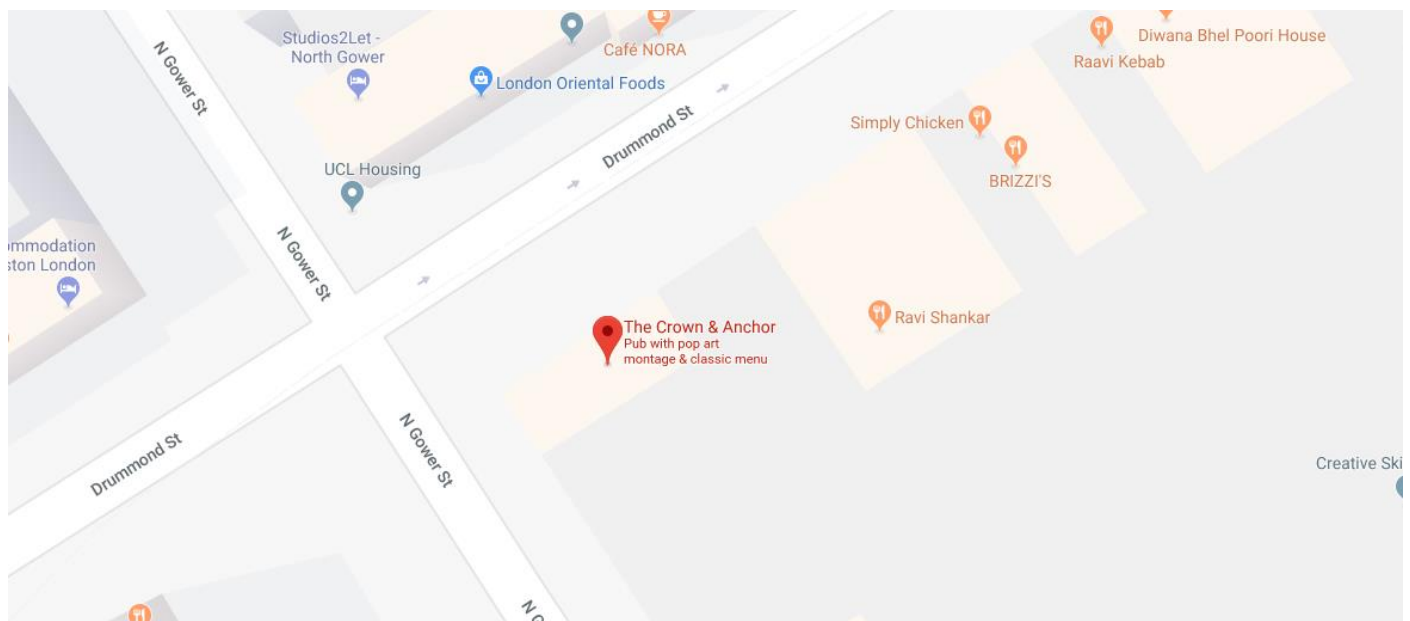 N Gower St
Studios2Let -
North Gower
Café NORA
London Oriental Foods
Diwana Bhel Poori House
Raavi Kebab
Drummond St
Simply Chicken
BRIZZI'S
UCL Housing
N Gower St
ommodation
ston London
The Crown & Anchor
Pub with pop art
montage & classic menu
Ravi Shankar
Drummond St
N Gower St
Creative Ski
N G